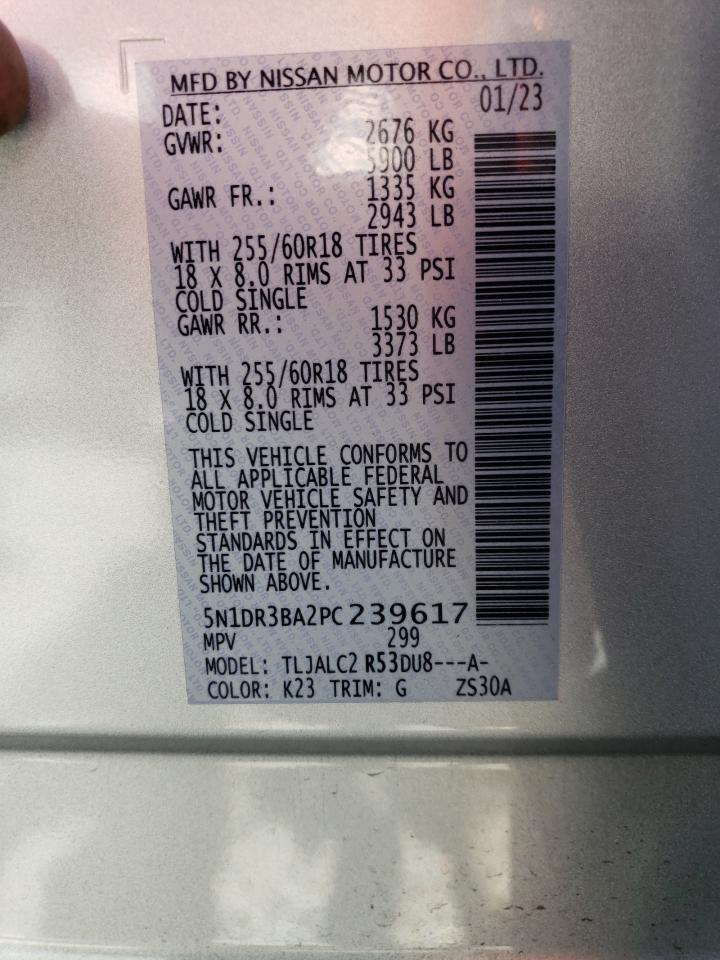 MFD BY NISSAN MOTOR CO., LTD.
DATE: 01/23
GVWR: 2676 KG
5900 LB
GAWR FR.: 1335 KG
2943 LB
WITH 255/60R18 TIRES
18 X 8.0 RIMS AT 33 PSI
COLD SINGLE
GAWR RR.: 1530 KG
3373 LB
WITH 255/60R18 TIRES
18 X 8.0 RIMS AT 33 PSI
COLD SINGLE
THIS VEHICLE CONFORMS TO
ALL APPLICABLE FEDERAL
MOTOR VEHICLE SAFETY AND
THEFT PREVENTION
STANDARDS IN EFFECT ON
THE DATE OF MANUFACTURE
SHOWN ABOVE.
5N1DR3BA2PC239617
MPV 299
MODEL: TLJALC2 R53DU8---A-
COLOR: K23 TRIM: G ZS30A